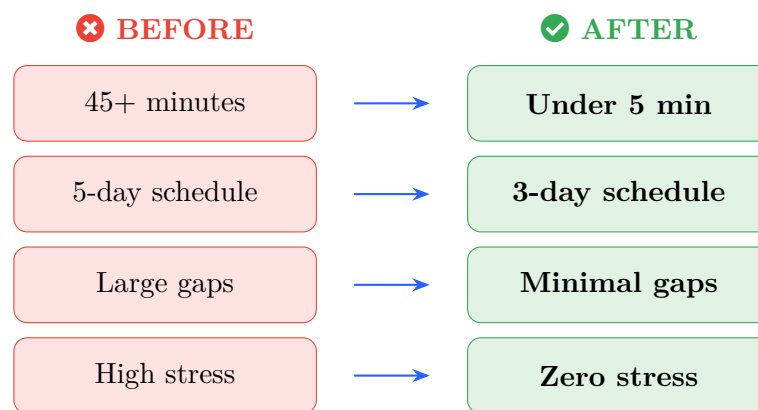 BEFORE AFTER
45+ minutes Under 5 min
5-day schedule 3-day schedule
Large gaps Minimal gaps
High stress Zero stress